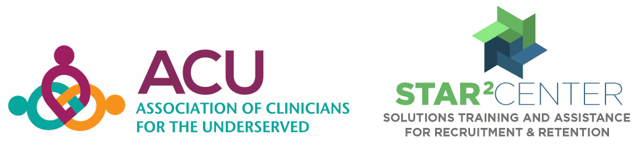 ACU
ASSOCIATION OF CLINICIANS
FOR THE UNDERSERVED
STAR²CENTER
SOLUTIONS TRAINING AND ASSISTANCE
FOR RECRUITMENT & RETENTION